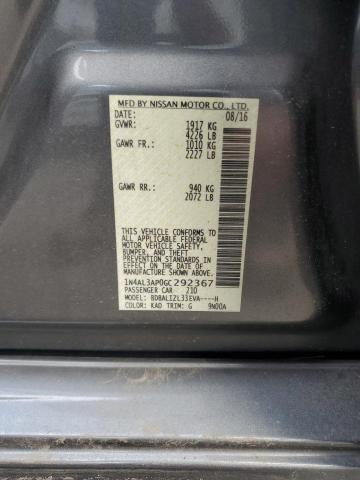 MFD BY NISSAN MOTOR CO., LTD.
DATE: 08/16
GVWR: 1917 KG
4226 LB
GAWR FR.: 1010 KG
2227 LB
GAWR RR.: 940 KG
2072 LB
THIS VEHICLE CONFORMS TO
ALL APPLICABLE FEDERAL
MOTOR VEHICLE SAFETY,
BUMPER, AND THEFT
PREVENTION STANDARDS IN
EFFECT ON THE DATE OF
MANUFACTURE SHOWN ABOVE.
1N4AL3AP0GC292367
PASSENGER CAR 210
MODEL: BDBALIZL33EVA----H
COLOR: KAD TRIM: G 9N00A